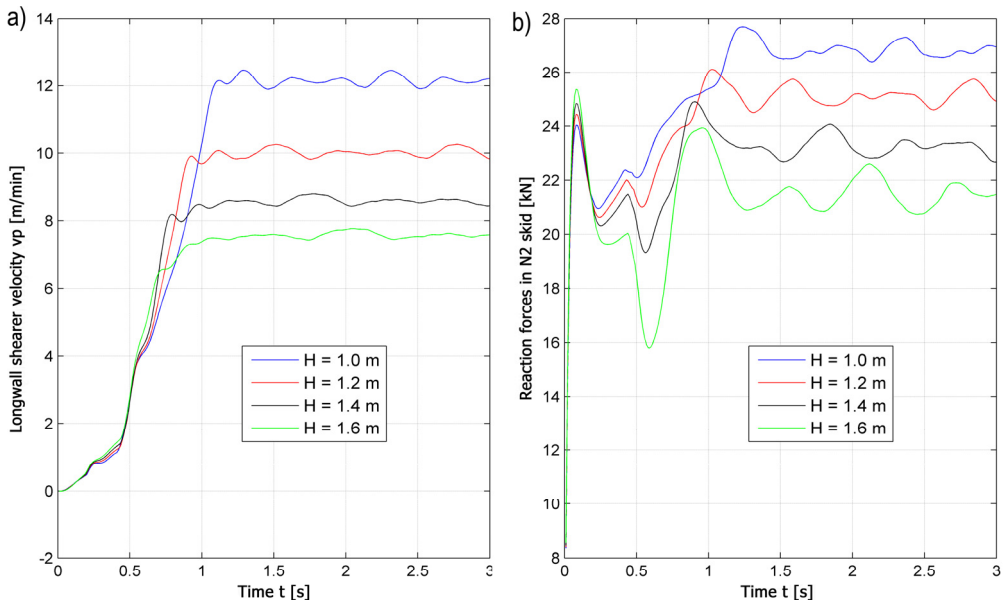 a)
14
12
10
8
6
4
2
0
-2
Longwall shearer velocity vp [m/min]
0 0.5 1 1.5 2 2.5 3
Time t [s]
H = 1.0 m
H = 1.2 m
H = 1.4 m
H = 1.6 m
b)
28
26
24
22
20
18
16
14
12
10
8
Reaction forces in N2 skid [kN]
0 0.5 1 1.5 2 2.5 3
Time t [s]
H = 1.0 m
H = 1.2 m
H = 1.4 m
H = 1.6 m